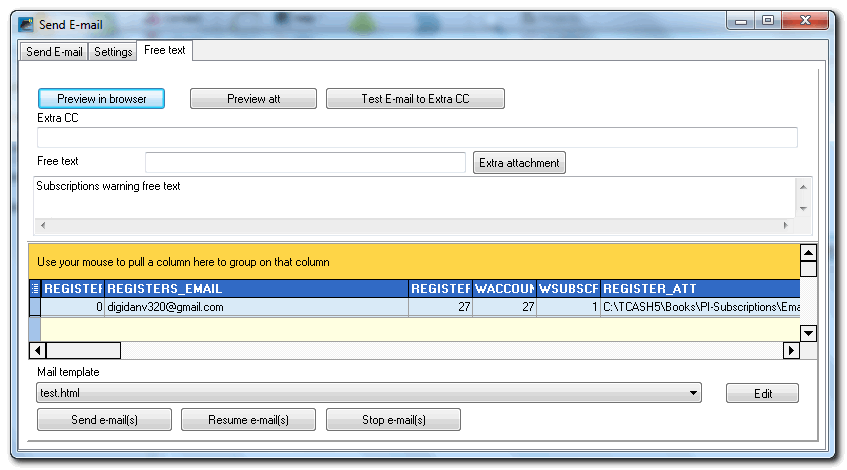 Send E-mail
Send E-mail Settings Free text
Preview in browser Preview att Test E-mail to Extra CC
Extra CC
Free text Extra attachment
Subscriptions warning free text
Use your mouse to pull a column here to group on that column
REGISTER REGISTERS_EMAIL REGISTER WACCOUN WSUBSCF REGISTER_ATT
0 digidanv320@gmail.com 27 27 1 C:\TCASH5\Books\PI-Subscriptions\Ema
Mail template
test.html Edit
Send e-mail(s) Resume e-mail(s) Stop e-mail(s)